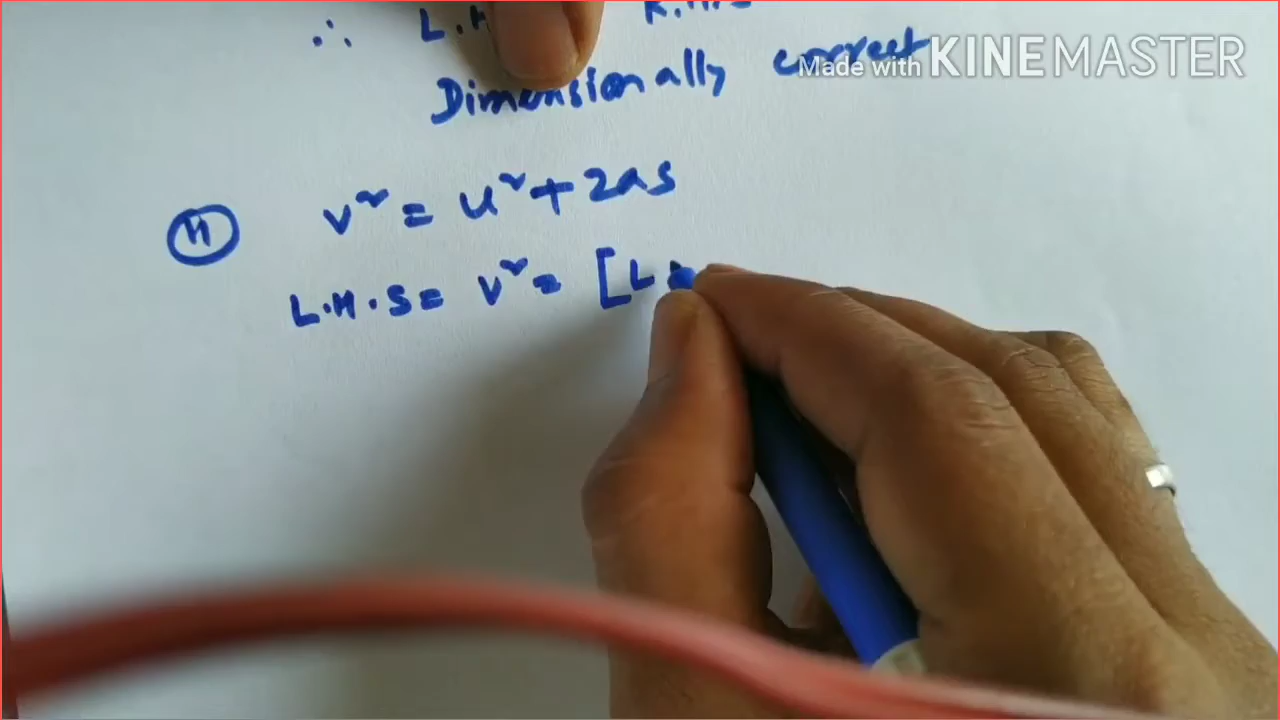 ∴ L.H R.H.S
Made with KINEMASTER
Dimensionally correct
(ii) v² = u² + 2as
L.H.S = v² = [L